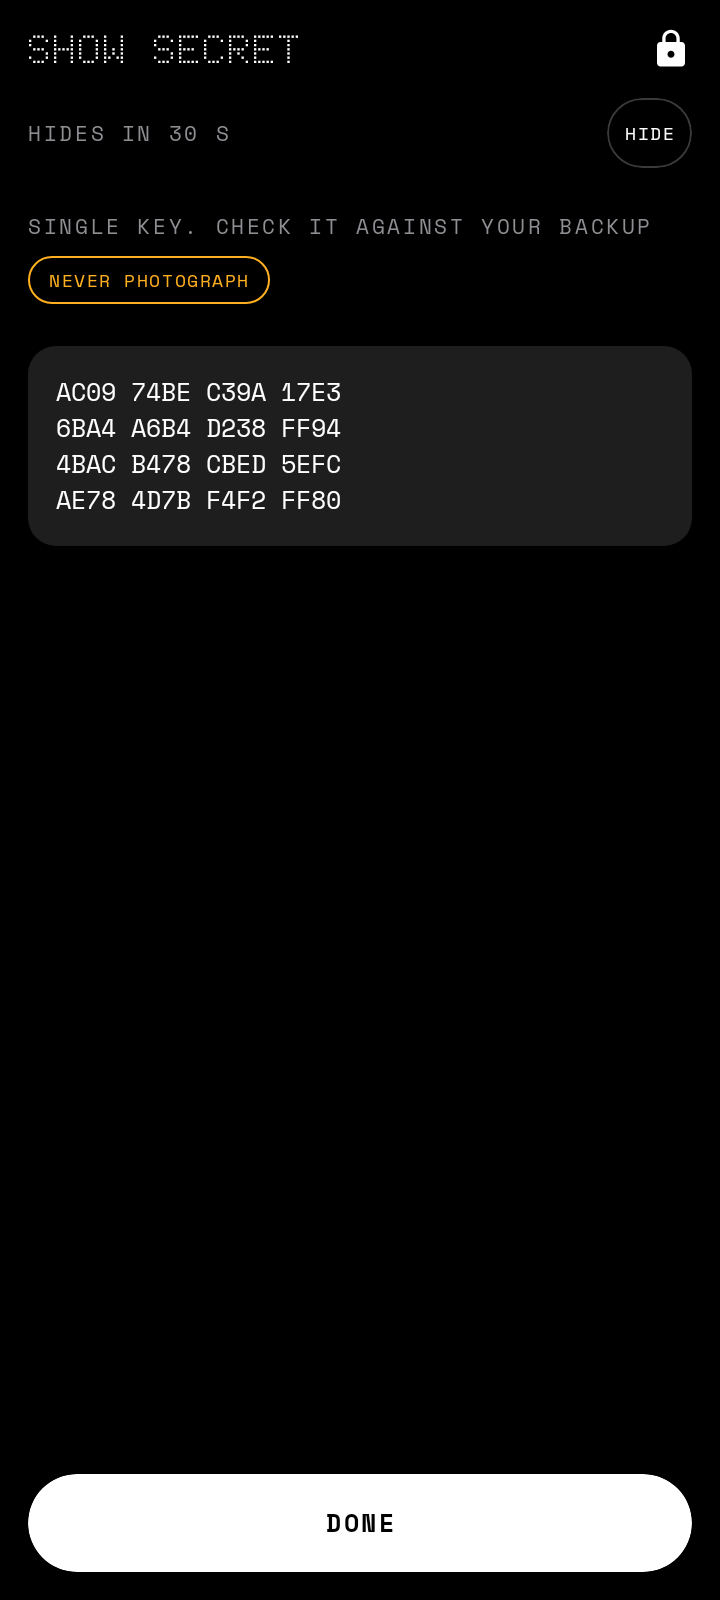 SHOW SECRET
HIDES IN 30 S
HIDE
SINGLE KEY. CHECK IT AGAINST YOUR BACKUP
NEVER PHOTOGRAPH
AC09 74BE C39A 17E3
6BA4 A6B4 D238 FF94
4BAC B478 CBED 5EFC
AE78 4D7B F4F2 FF80
DONE